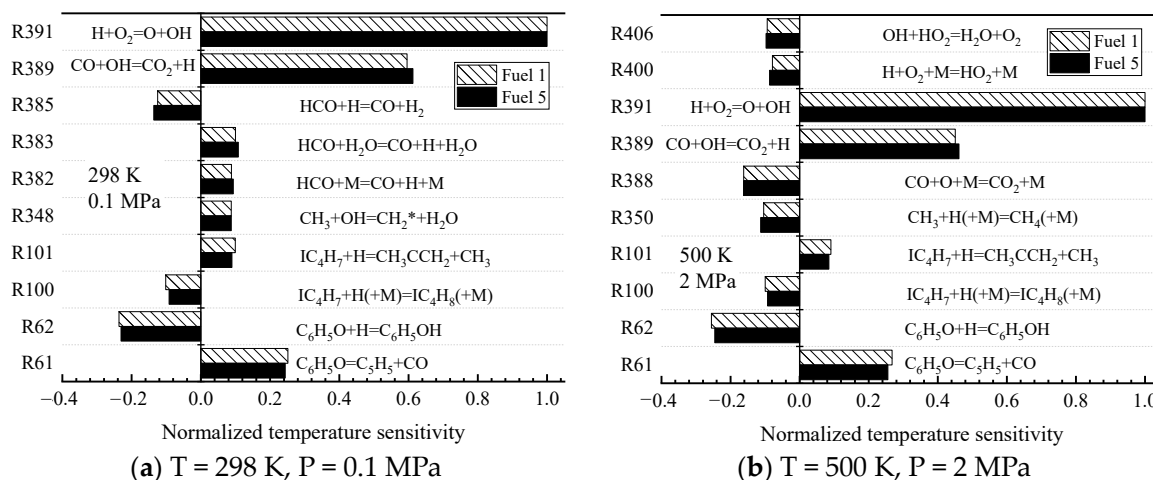 R391 H+O₂=O+OH
R389 CO+OH=CO₂+H
Fuel 1
Fuel 5
R385 HCO+H=CO+H₂
R383 HCO+H₂O=CO+H+H₂O
298 K
0.1 MPa
R382 HCO+M=CO+H+M
R348 CH₃+OH=CH₂*+H₂O
R101 IC₄H₇+H=CH₃CCH₂+CH₃
R100 IC₄H₇+H(+M)=IC₄H₈(+M)
R62 C₆H₅O+H=C₆H₅OH
R61 C₆H₅O=C₅H₅+CO
−0.4 −0.2 0.0 0.2 0.4 0.6 0.8 1.0
Normalized temperature sensitivity
(a) T = 298 K, P = 0.1 MPa
R406 OH+HO₂=H₂O+O₂
Fuel 1
Fuel 5
R400 H+O₂+M=HO₂+M
R391 H+O₂=O+OH
R389 CO+OH=CO₂+H
R388 CO+O+M=CO₂+M
R350 CH₃+H(+M)=CH₄(+M)
R101 IC₄H₇+H=CH₃CCH₂+CH₃
500 K
2 MPa
R100 IC₄H₇+H(+M)=IC₄H₈(+M)
R62 C₆H₅O+H=C₆H₅OH
R61 C₆H₅O=C₅H₅+CO
−0.4 −0.2 0.0 0.2 0.4 0.6 0.8 1.0
Normalized temperature sensitivity
(b) T = 500 K, P = 2 MPa